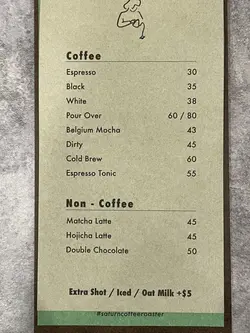 Coffee
Espresso 30
Black 35
White 38
Pour Over 60 / 80
Belgium Mocha 43
Dirty 45
Cold Brew 60
Espresso Tonic 55
Non - Coffee
Matcha Latte 45
Hojicha Latte 45
Double Chocolate 50
Extra Shot / Iced / Oat Milk +$5
#saturncoffeeroaster